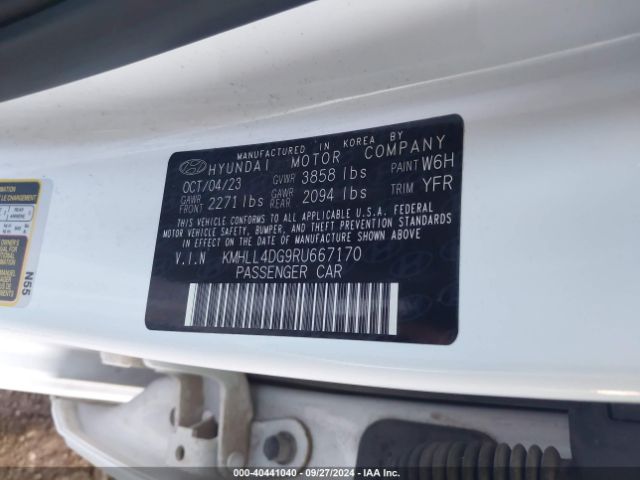 MANUFACTURED IN KOREA BY
HYUNDAI MOTOR COMPANY
OCT/04/23 GVWR 3858 lbs PAINT W6H
GAWR FRONT 2271 lbs GAWR REAR 2094 lbs TRIM YFR
THIS VEHICLE CONFORMS TO ALL APPLICABLE U.S.A. FEDERAL
MOTOR VEHICLE SAFETY, BUMPER, AND THEFT PREVENTION STANDARDS
IN EFFECT ON THE DATE OF MANUFACTURE SHOWN ABOVE.
V.I.N KMHLL4DG9RU667170
PASSENGER CAR
N55
000-40441040 - 09/27/2024 - IAA Inc.